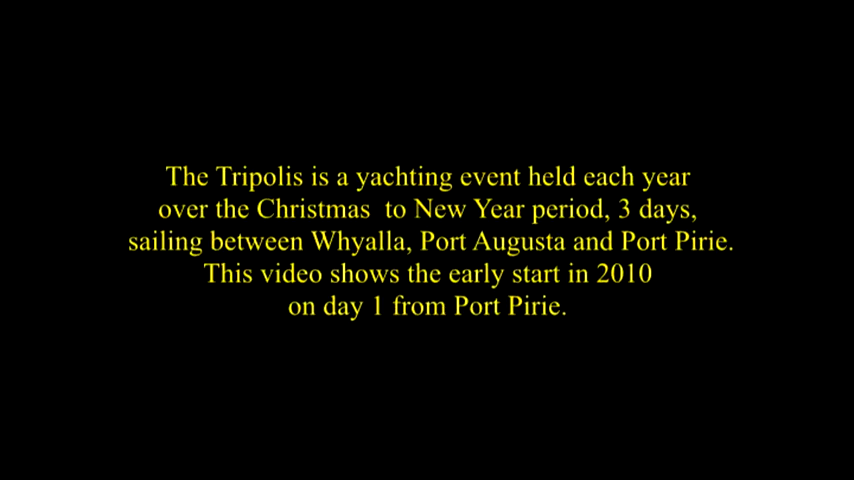 The Tripolis is a yachting event held each year
over the Christmas  to New Year period, 3 days,
sailing between Whyalla, Port Augusta and Port Pirie.
This video shows the early start in 2010
on day 1 from Port Pirie.